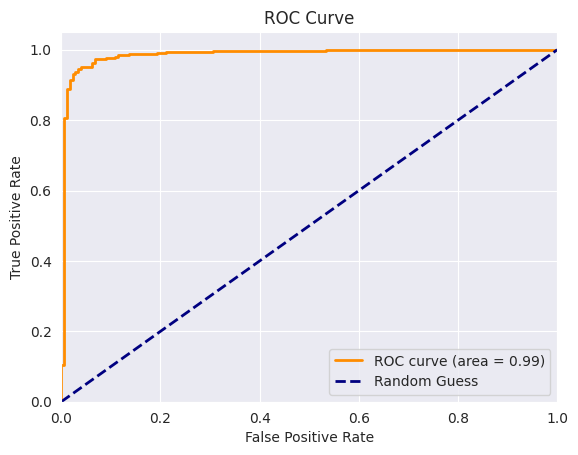 ROC Curve
1.0
0.8
0.6
0.4
0.2
0.0
True Positive Rate
0.0 0.2 0.4 0.6 0.8 1.0
False Positive Rate
ROC curve (area = 0.99)
Random Guess